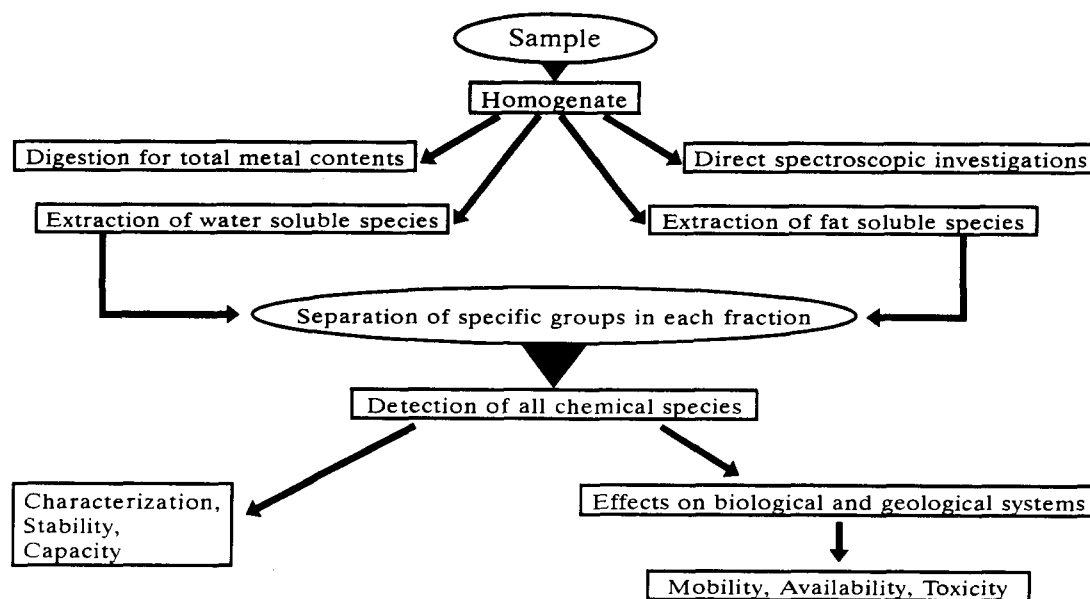 Sample
Homogenate
Digestion for total metal contents
Direct spectroscopic investigations
Extraction of water soluble species
Extraction of fat soluble species
Separation of specific groups in each fraction
Detection of all chemical species
Characterization,
Stability,
Capacity
Effects on biological and geological systems
Mobility, Availability, Toxicity